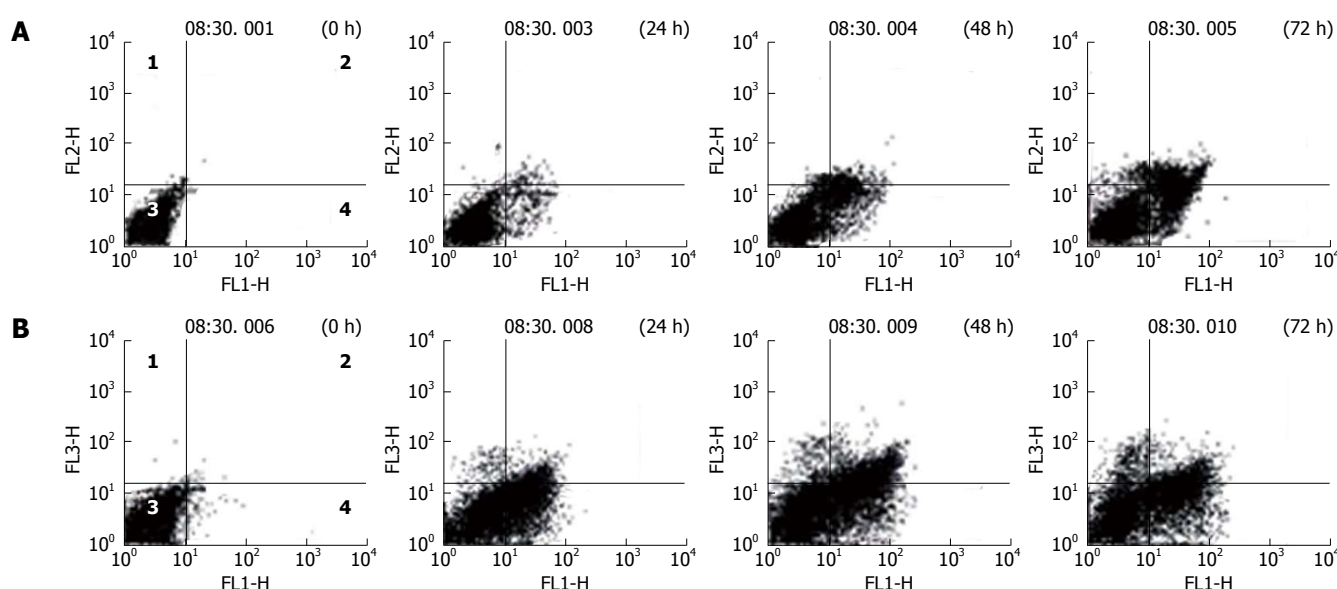 A
08:30. 001 (0 h)
08:30. 003 (24 h)
08:30. 004 (48 h)
08:30. 005 (72 h)
10⁴ 10³ 10² 10¹ 10⁰
FL2-H
1 2
3 4
10⁰ 10¹ 10² 10³ 10⁴
FL1-H
10⁴ 10³ 10² 10¹ 10⁰
FL2-H
10⁰ 10¹ 10² 10³ 10⁴
FL1-H
10⁴ 10³ 10² 10¹ 10⁰
FL2-H
10⁰ 10¹ 10² 10³ 10⁴
FL1-H
10⁴ 10³ 10² 10¹ 10⁰
FL2-H
10⁰ 10¹ 10² 10³ 10⁴
FL1-H
B
08:30. 006 (0 h)
08:30. 008 (24 h)
08:30. 009 (48 h)
08:30. 010 (72 h)
10⁴ 10³ 10² 10¹ 10⁰
FL3-H
1 2
3 4
10⁰ 10¹ 10² 10³ 10⁴
FL1-H
10⁴ 10³ 10² 10¹ 10⁰
FL3-H
10⁰ 10¹ 10² 10³ 10⁴
FL1-H
10⁴ 10³ 10² 10¹ 10⁰
FL3-H
10⁰ 10¹ 10² 10³ 10⁴
FL1-H
10⁴ 10³ 10² 10¹ 10⁰
FL3-H
10⁰ 10¹ 10² 10³ 10⁴
FL1-H